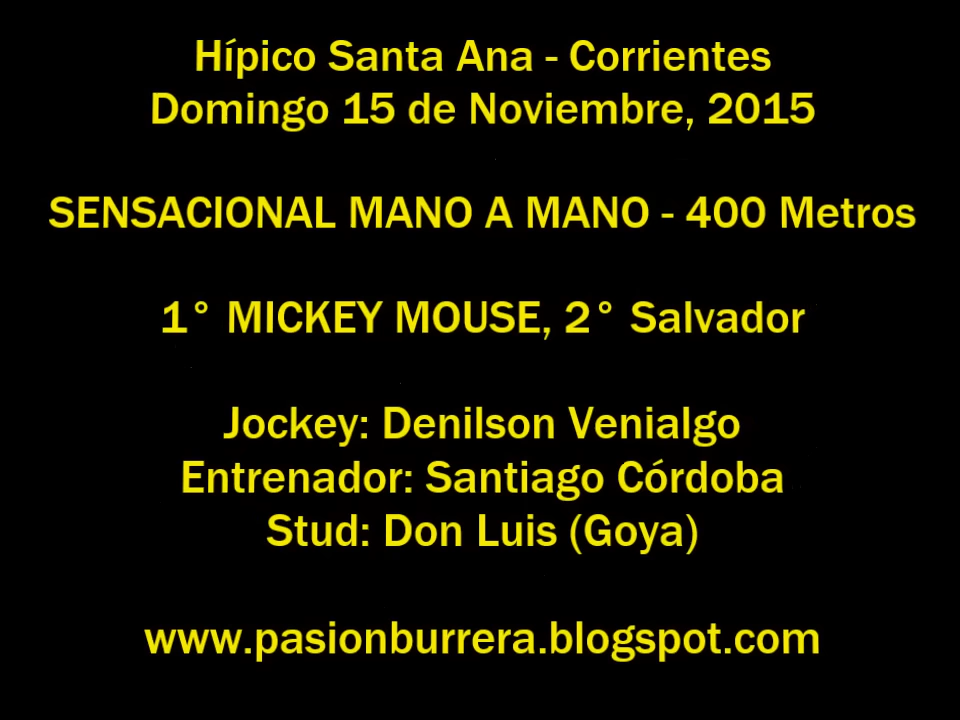 Hípico Santa Ana - Corrientes
Domingo 15 de Noviembre, 2015
SENSACIONAL MANO A MANO - 400 Metros
1° MICKEY MOUSE, 2° Salvador
Jockey: Denilson Venialgo
Entrenador: Santiago Córdoba
Stud: Don Luis (Goya)
www.pasionburrera.blogspot.com